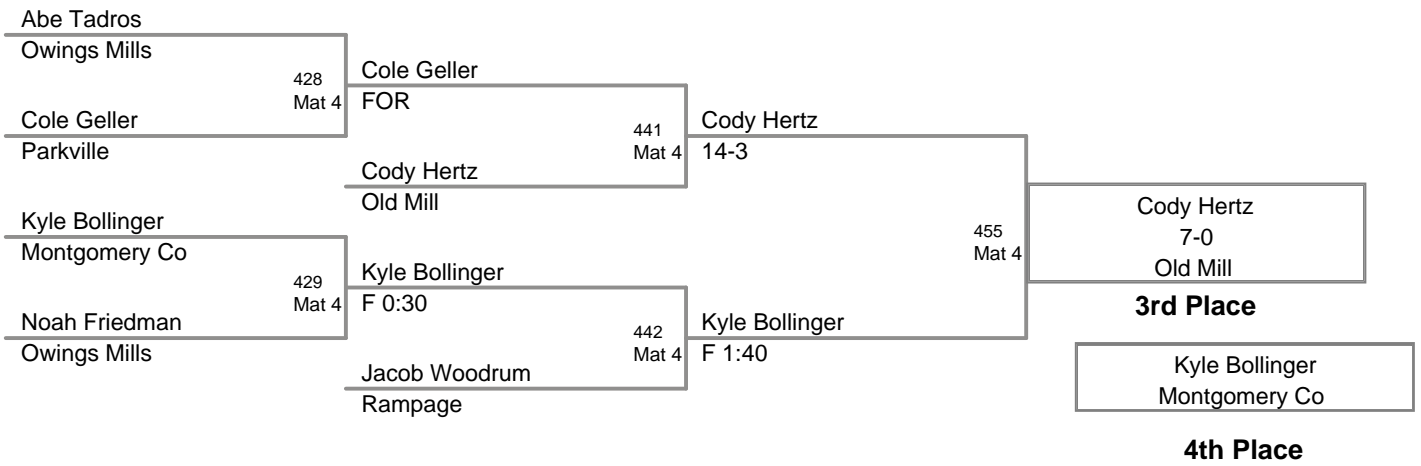 Abe Tadros
Owings Mills
428
Mat 4
Cole Geller
Parkville
Cole Geller
FOR
441
Mat 4
Cody Hertz
Old Mill
Cody Hertz
14-3
Kyle Bollinger
Montgomery Co
429
Mat 4
Noah Friedman
Owings Mills
Kyle Bollinger
F 0:30
442
Mat 4
Jacob Woodrum
Rampage
Kyle Bollinger
F 1:40
455
Mat 4
Cody Hertz
7-0
Old Mill
3rd Place
Kyle Bollinger
Montgomery Co
4th Place